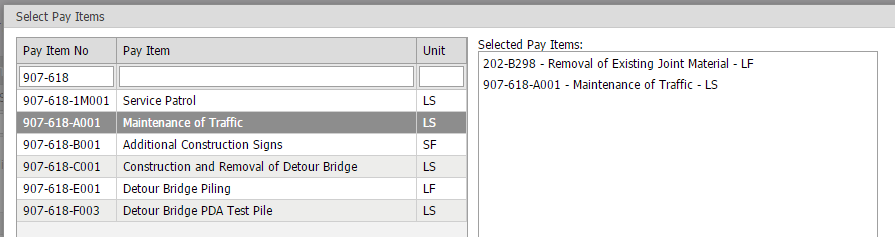 Select Pay Items
Pay Item No Pay Item Unit
907-618
907-618-1M001 Service Patrol LS
907-618-A001 Maintenance of Traffic LS
907-618-B001 Additional Construction Signs SF
907-618-C001 Construction and Removal of Detour Bridge LS
907-618-E001 Detour Bridge Piling LF
907-618-F003 Detour Bridge PDA Test Pile LS
Selected Pay Items:
202-B298 - Removal of Existing Joint Material - LF
907-618-A001 - Maintenance of Traffic - LS